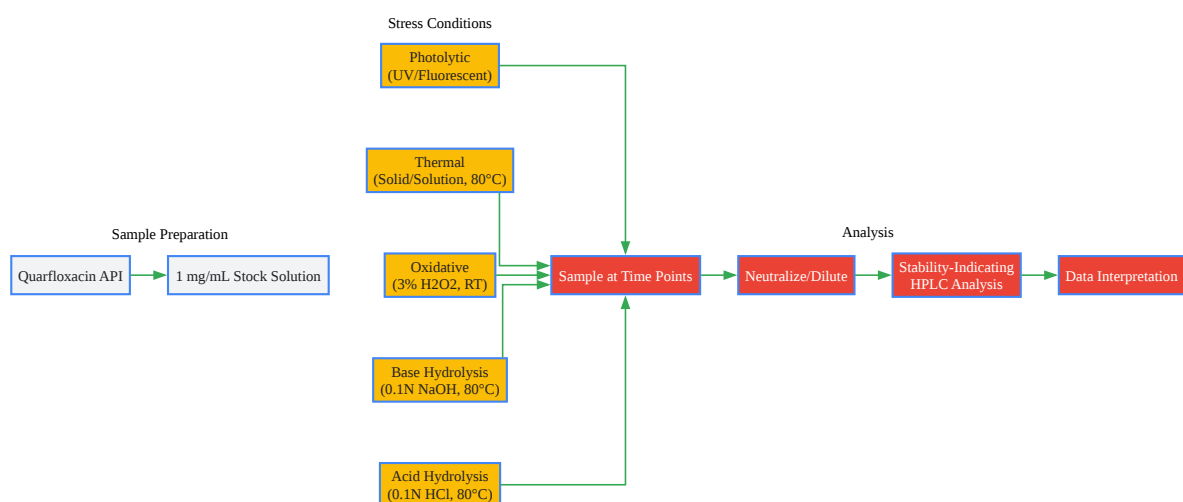 Stress Conditions
Photolytic
(UV/Fluorescent)
Thermal
(Solid/Solution, 80°C)
Sample Preparation
Analysis
Quarfloxacin API
1 mg/mL Stock Solution
Oxidative
(3% H2O2, RT)
Sample at Time Points
Neutralize/Dilute
Stability-Indicating
HPLC Analysis
Data Interpretation
Base Hydrolysis
(0.1N NaOH, 80°C)
Acid Hydrolysis
(0.1N HCl, 80°C)